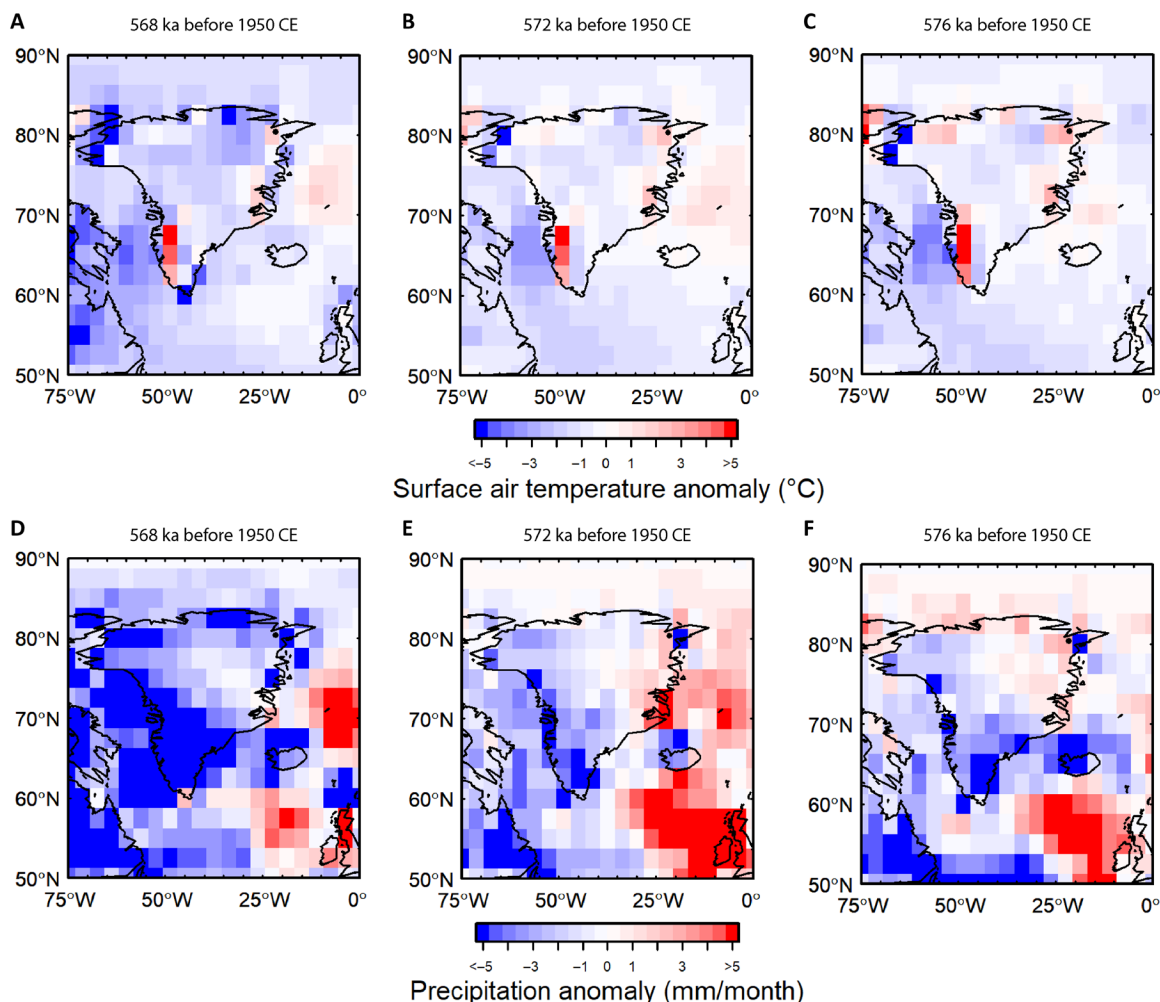 A 568 ka before 1950 CE
B 572 ka before 1950 CE
C 576 ka before 1950 CE
90°N 90°N 90°N
80°N 80°N 80°N
70°N 70°N 70°N
60°N 60°N 60°N
50°N 50°N 50°N
75°W 50°W 25°W 0° 75°W 50°W 25°W 0° 75°W 50°W 25°W 0°
<−5 −3 −1 0 1 3 >5
Surface air temperature anomaly (°C)
D 568 ka before 1950 CE
E 572 ka before 1950 CE
F 576 ka before 1950 CE
90°N 90°N 90°N
80°N 80°N 80°N
70°N 70°N 70°N
60°N 60°N 60°N
50°N 50°N 50°N
75°W 50°W 25°W 0° 75°W 50°W 25°W 0° 75°W 50°W 25°W 0°
<−5 −3 −1 0 1 3 >5
Precipitation anomaly (mm/month)